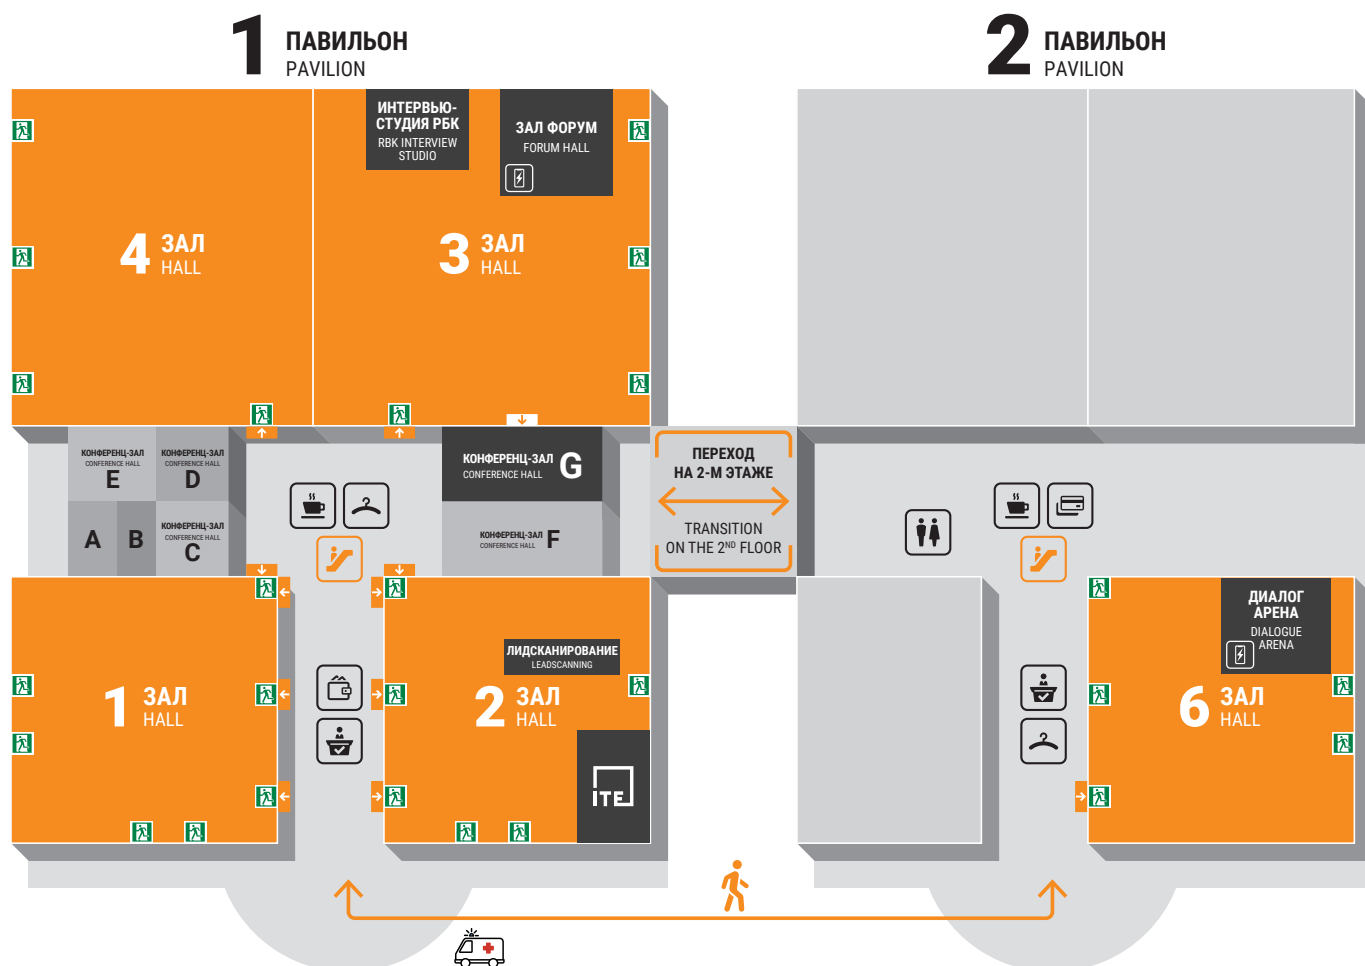 1 ПАВИЛЬОН
PAVILION
2 ПАВИЛЬОН
PAVILION
ИНТЕРВЬЮ-
СТУДИЯ РБК
RBK INTERVIEW
STUDIO
ЗАЛ ФОРУМ
FORUM HALL
4 ЗАЛ
HALL
3 ЗАЛ
HALL
КОНФЕРЕНЦ-ЗАЛ
CONFERENCE HALL
E
КОНФЕРЕНЦ-ЗАЛ
CONFERENCE HALL
D
A
B
КОНФЕРЕНЦ-ЗАЛ
CONFERENCE HALL
C
КОНФЕРЕНЦ-ЗАЛ
CONFERENCE HALL
G
КОНФЕРЕНЦ-ЗАЛ
CONFERENCE HALL
F
ПЕРЕХОД
НА 2-М ЭТАЖЕ
TRANSITION
ON THE 2ND FLOOR
1 ЗАЛ
HALL
ЛИДСКАНИРОВАНИЕ
LEADSCANNING
2 ЗАЛ
HALL
ITE
ДИАЛОГ
АРЕНА
DIALOGUE
ARENA
6 ЗАЛ
HALL